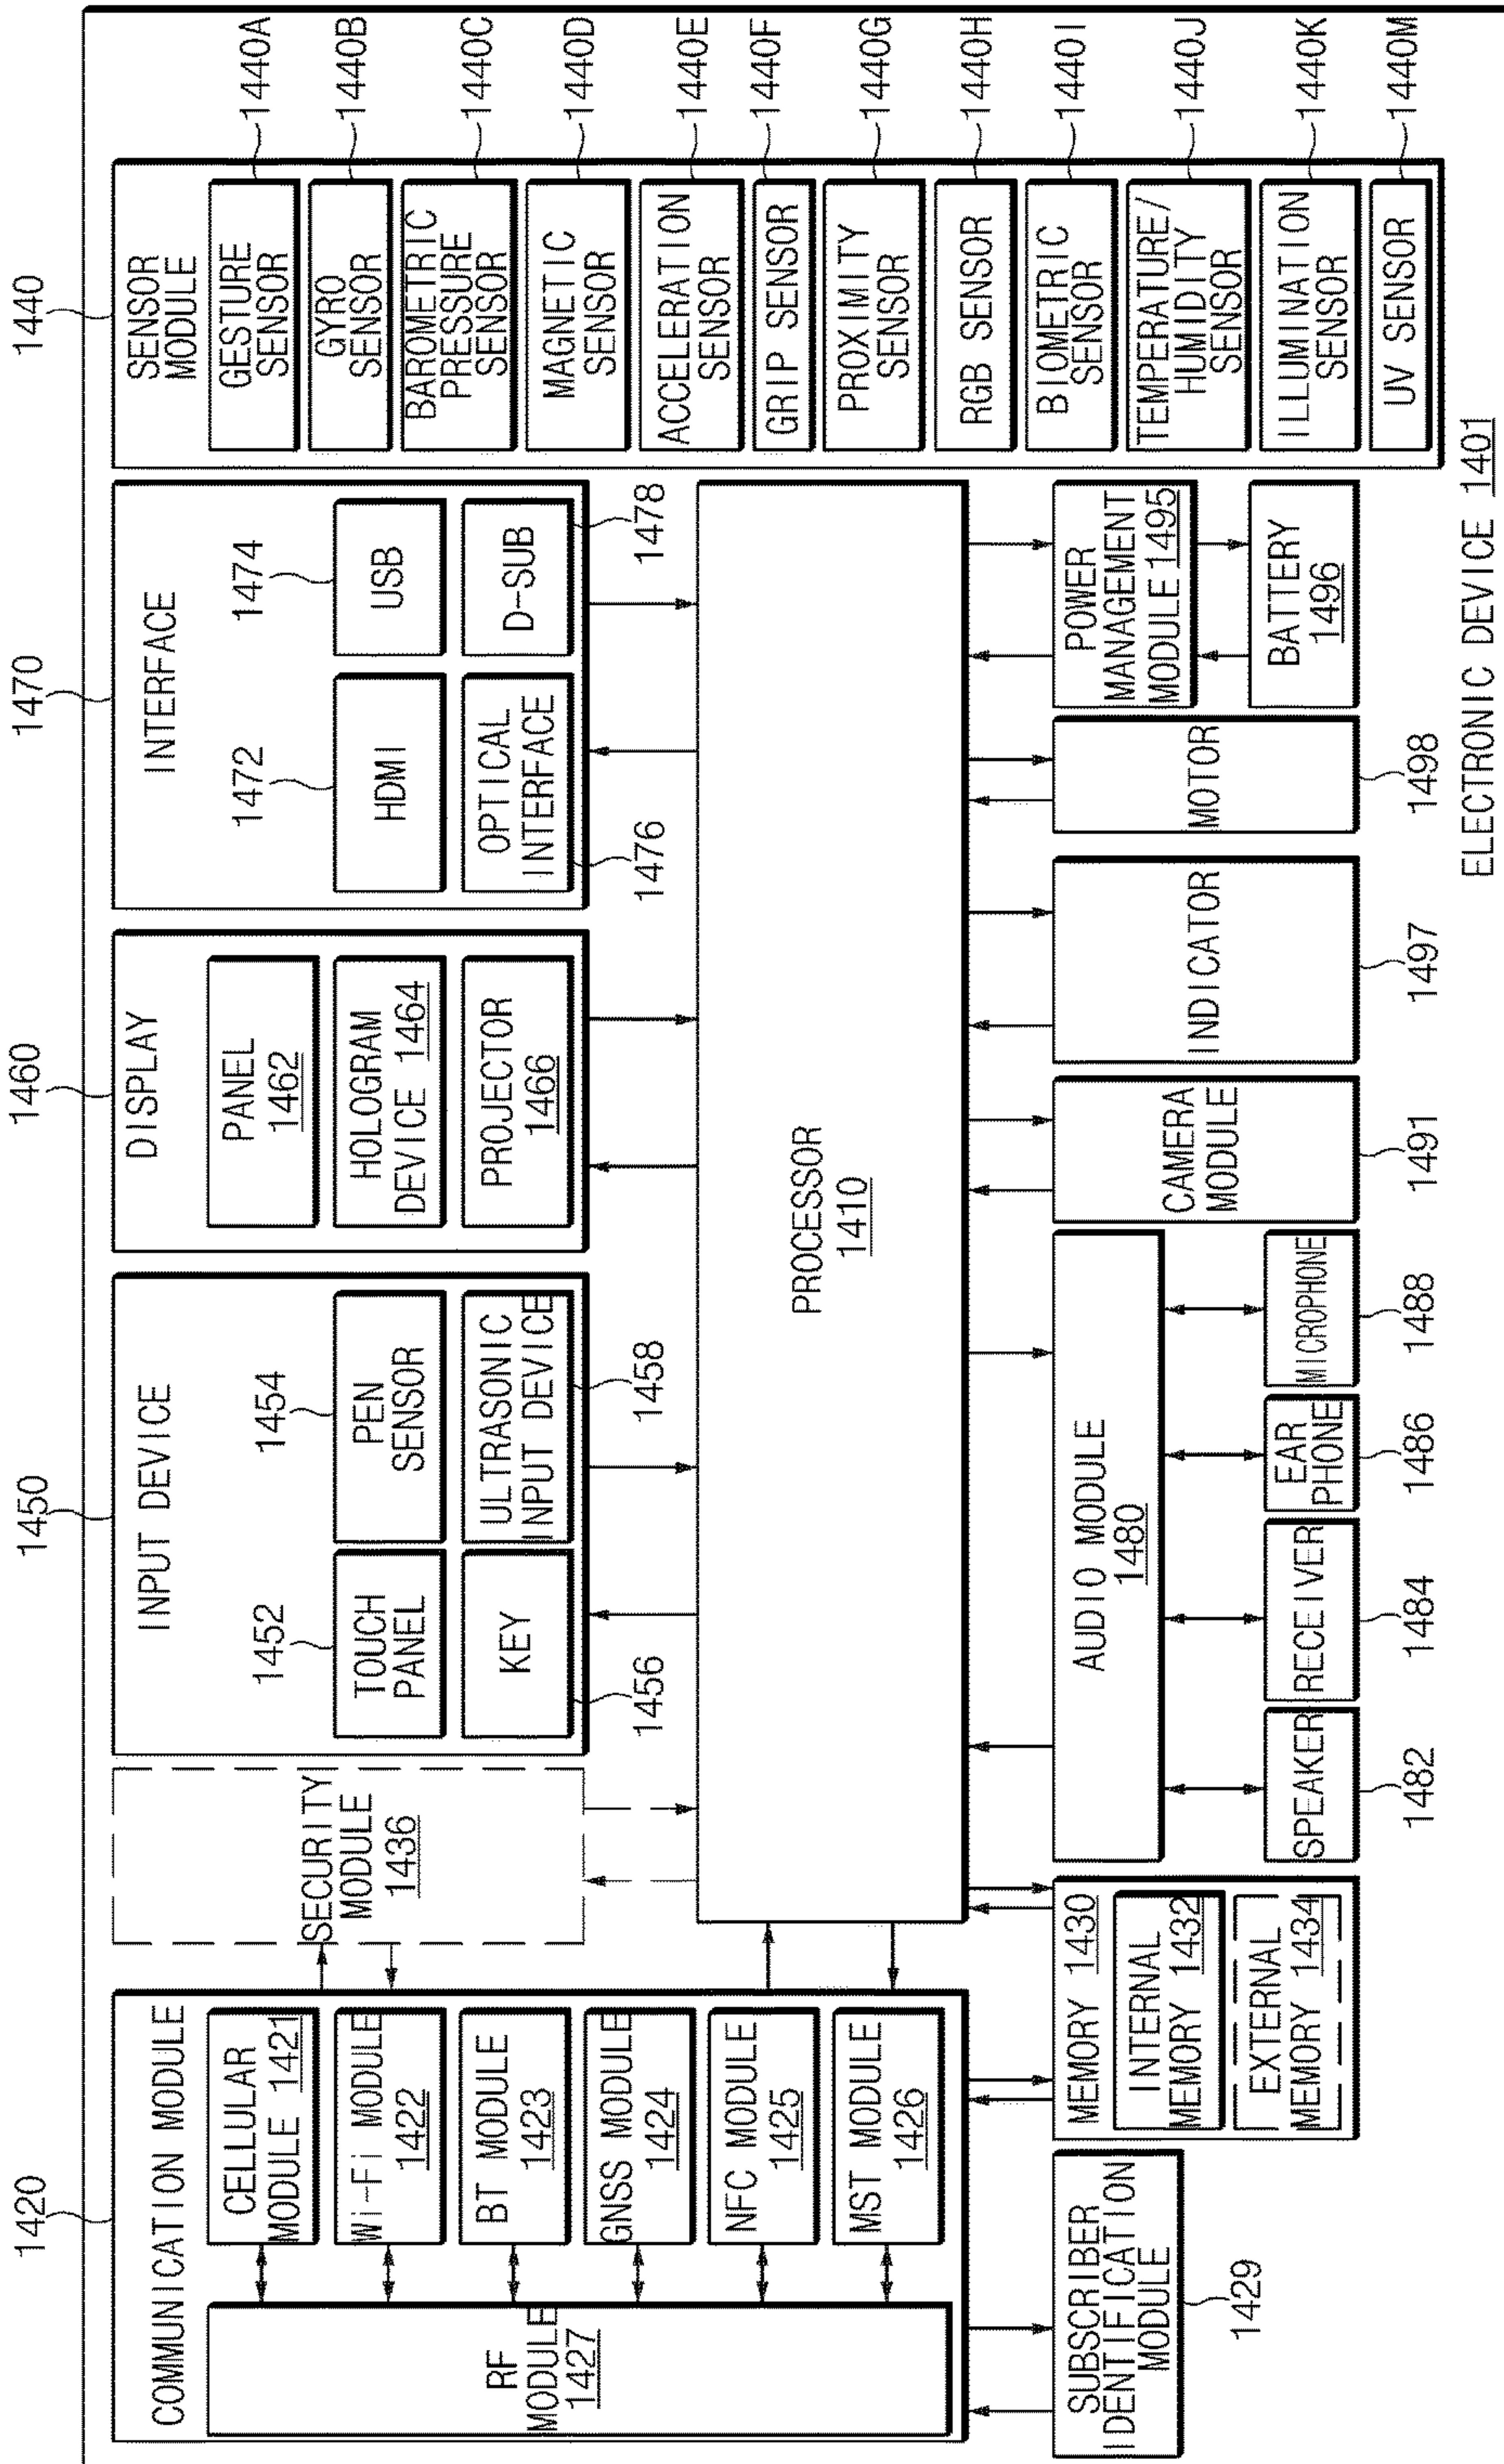 1420
COMMUNICATION MODULE
CELLULAR
MODULE 1421
Wi-Fi MODULE
1422
BT MODULE
1423
GNSS MODULE
1424
NFC MODULE
1425
MST MODULE
1426
RF
MODULE
1427
SECURITY
MODULE
1436
1450
INPUT DEVICE
1452
TOUCH
PANEL
1454
PEN
SENSOR
KEY
1456
ULTRASONIC
INPUT DEVICE
1458
1460
DISPLAY
PANEL
1462
HOLOGRAM
DEVICE 1464
PROJECTOR
1466
1470
INTERFACE
1472
HDMI
1474
USB
OPTICAL
INTERFACE
1476
D-SUB
1478
1440
SENSOR
MODULE
GESTURE
SENSOR
1440A
GYRO
SENSOR
1440B
BAROMETRIC
PRESSURE
SENSOR
1440C
MAGNETIC
SENSOR
1440D
ACCELERATION
SENSOR
1440E
GRIP SENSOR
1440F
PROXIMITY
SENSOR
1440G
RGB SENSOR
1440H
BIOMETRIC
SENSOR
1440I
TEMPERATURE/
HUMIDITY
SENSOR
1440J
ILLUMINATION
SENSOR
1440K
UV SENSOR
1440M
PROCESSOR
1410
SUBSCRIBER
IDENTIFICATION
MODULE
1429
MEMORY 1430
INTERNAL
MEMORY 1432
EXTERNAL
MEMORY 1434
AUDIO MODULE
1480
SPEAKER
1482
RECEIVER
1484
EAR
PHONE
1486
MICROPHONE
1488
CAMERA
MODULE
1491
INDICATOR
1497
MOTOR
1498
POWER
MANAGEMENT
MODULE 1495
BATTERY
1496
ELECTRONIC DEVICE 1401